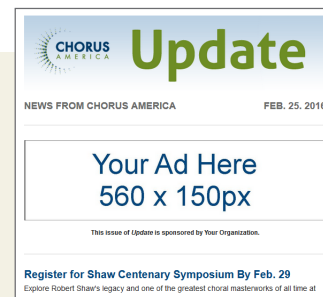 CHORUS
AMERICA
Update
NEWS FROM CHORUS AMERICA FEB. 25. 2016
Your Ad Here
560 x 150px
This issue of Update is sponsored by Your Organization.
Register for Shaw Centenary Symposium By Feb. 29
Explore Robert Shaw's legacy and one of the greatest choral masterworks of all time at